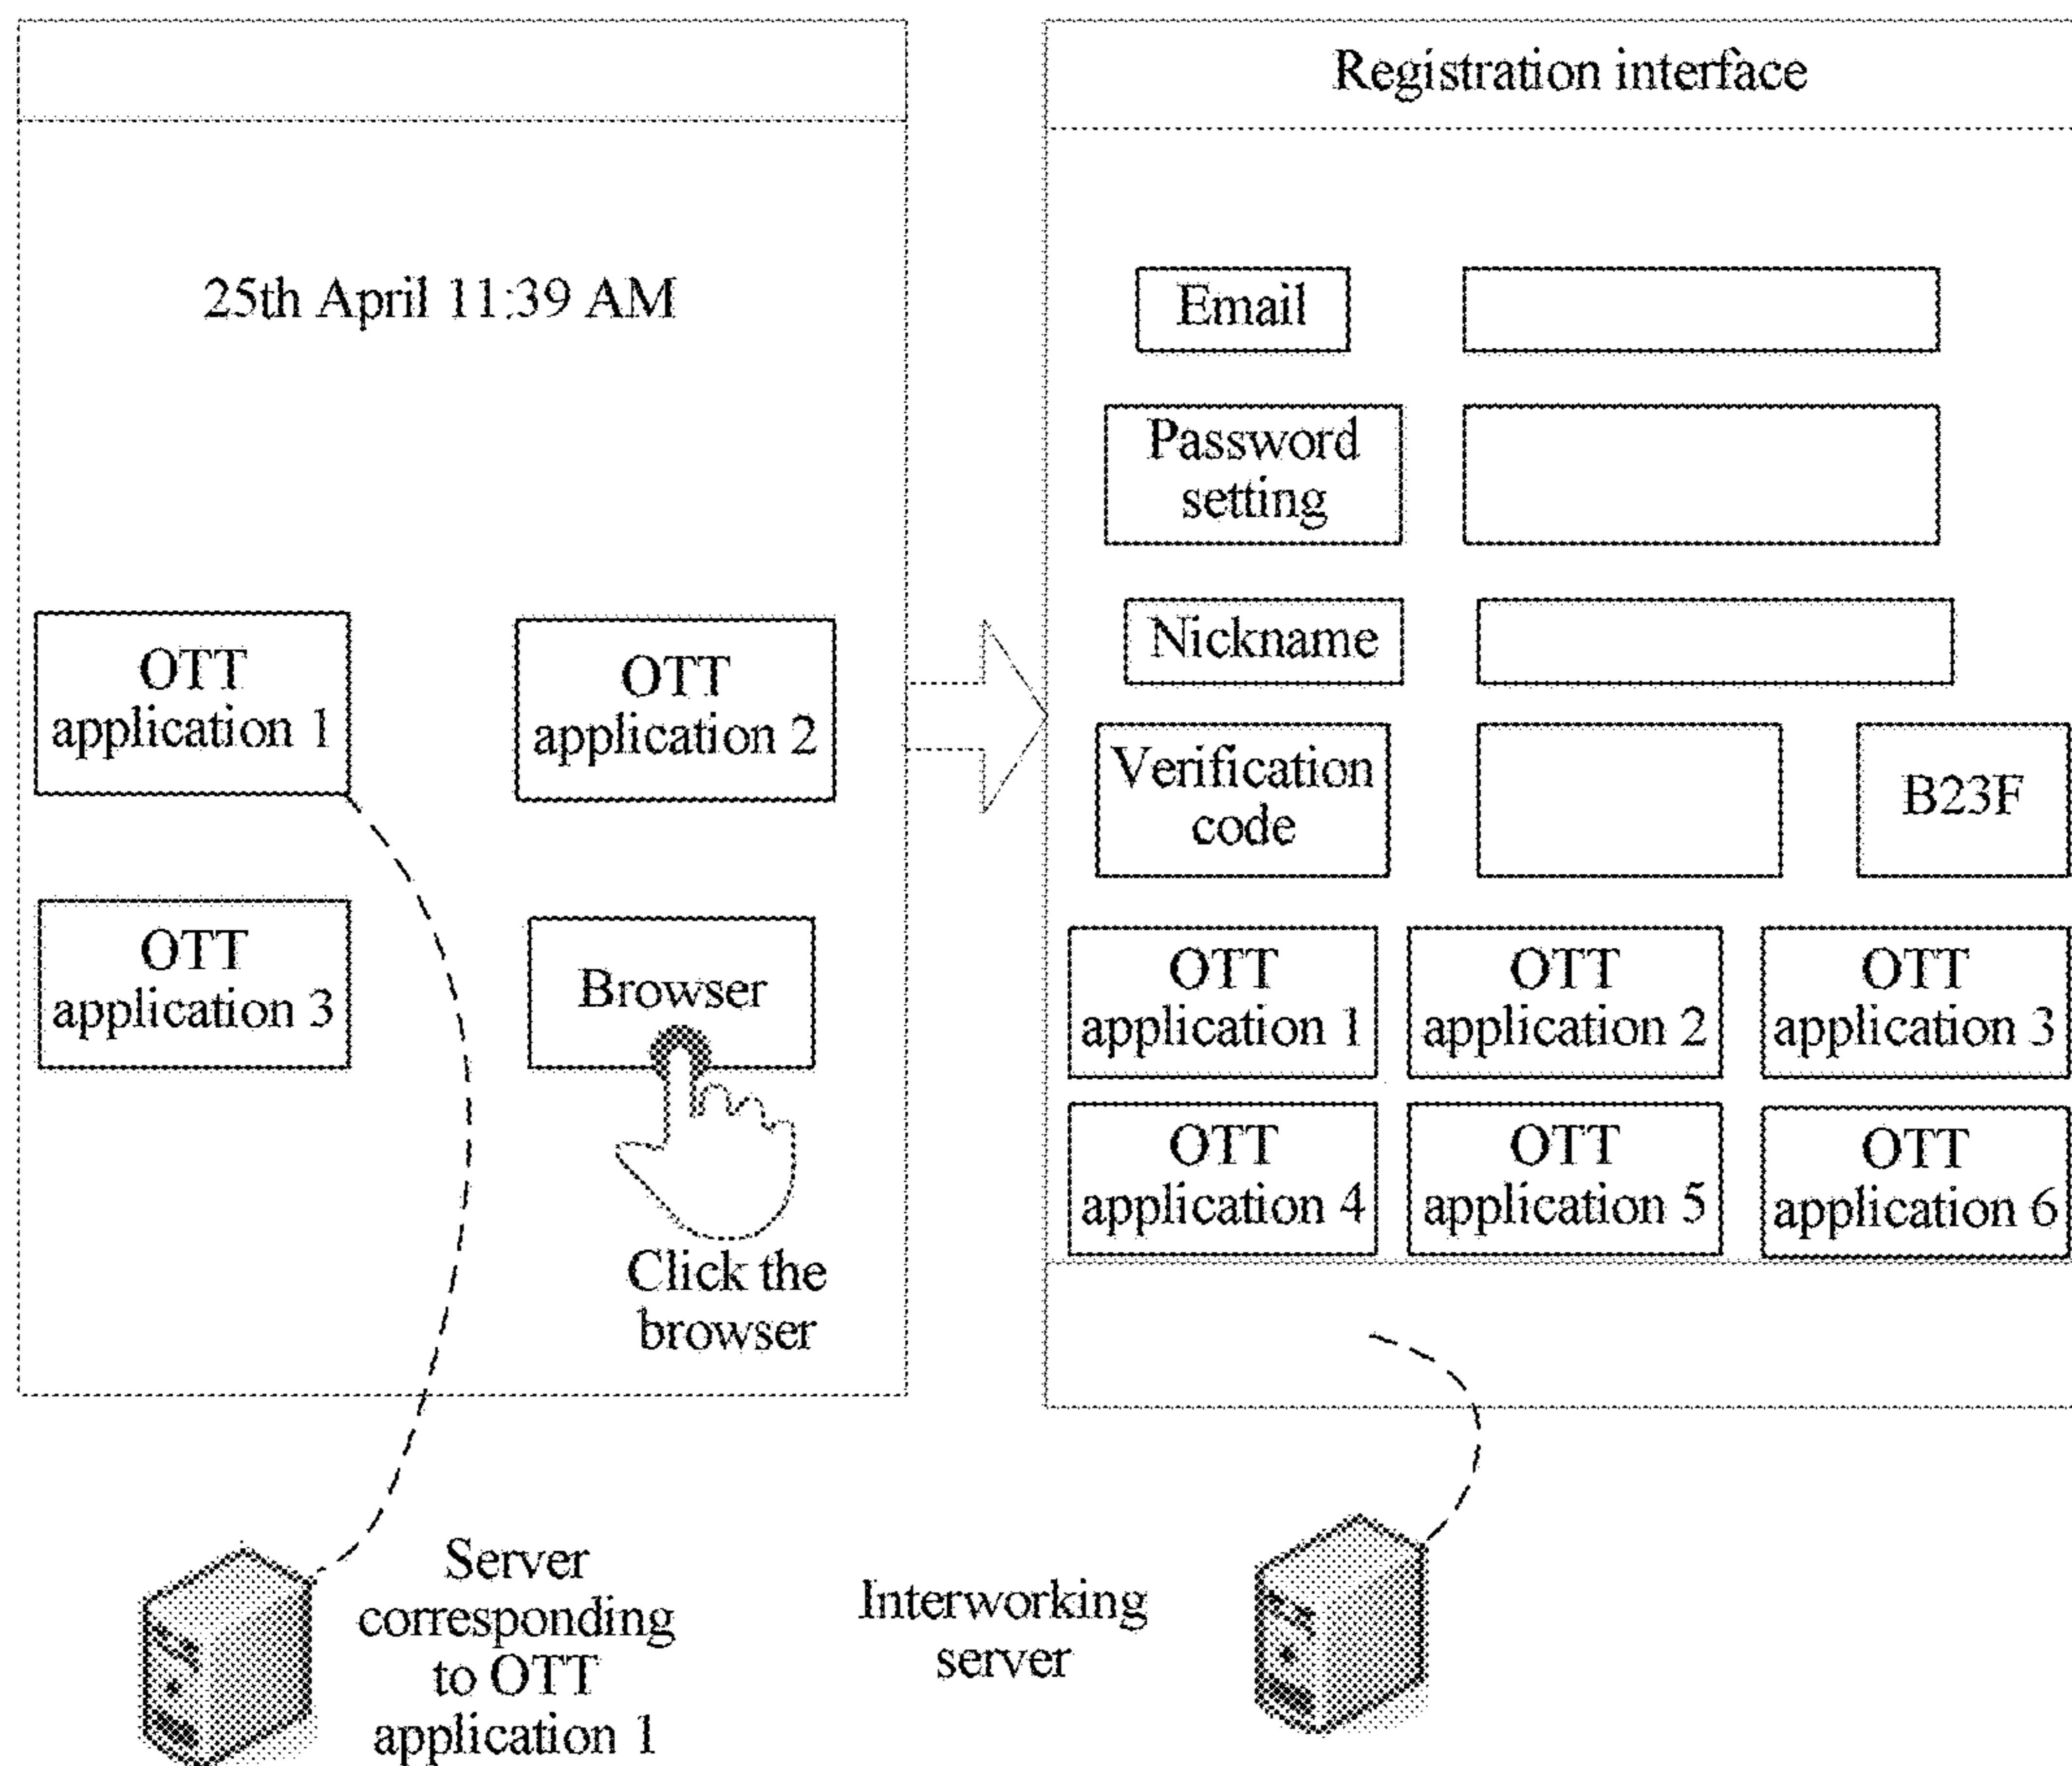 25th April 11:39 AM
OTT
application 1
OTT
application 2
OTT
application 3
Browser
Click the
browser
Registration interface
Email
Password
setting
Nickname
Verification
code
B23F
OTT
application 1
OTT
application 2
OTT
application 3
OTT
application 4
OTT
application 5
OTT
application 6
Server
corresponding
to OTT
application 1
Interworking
server